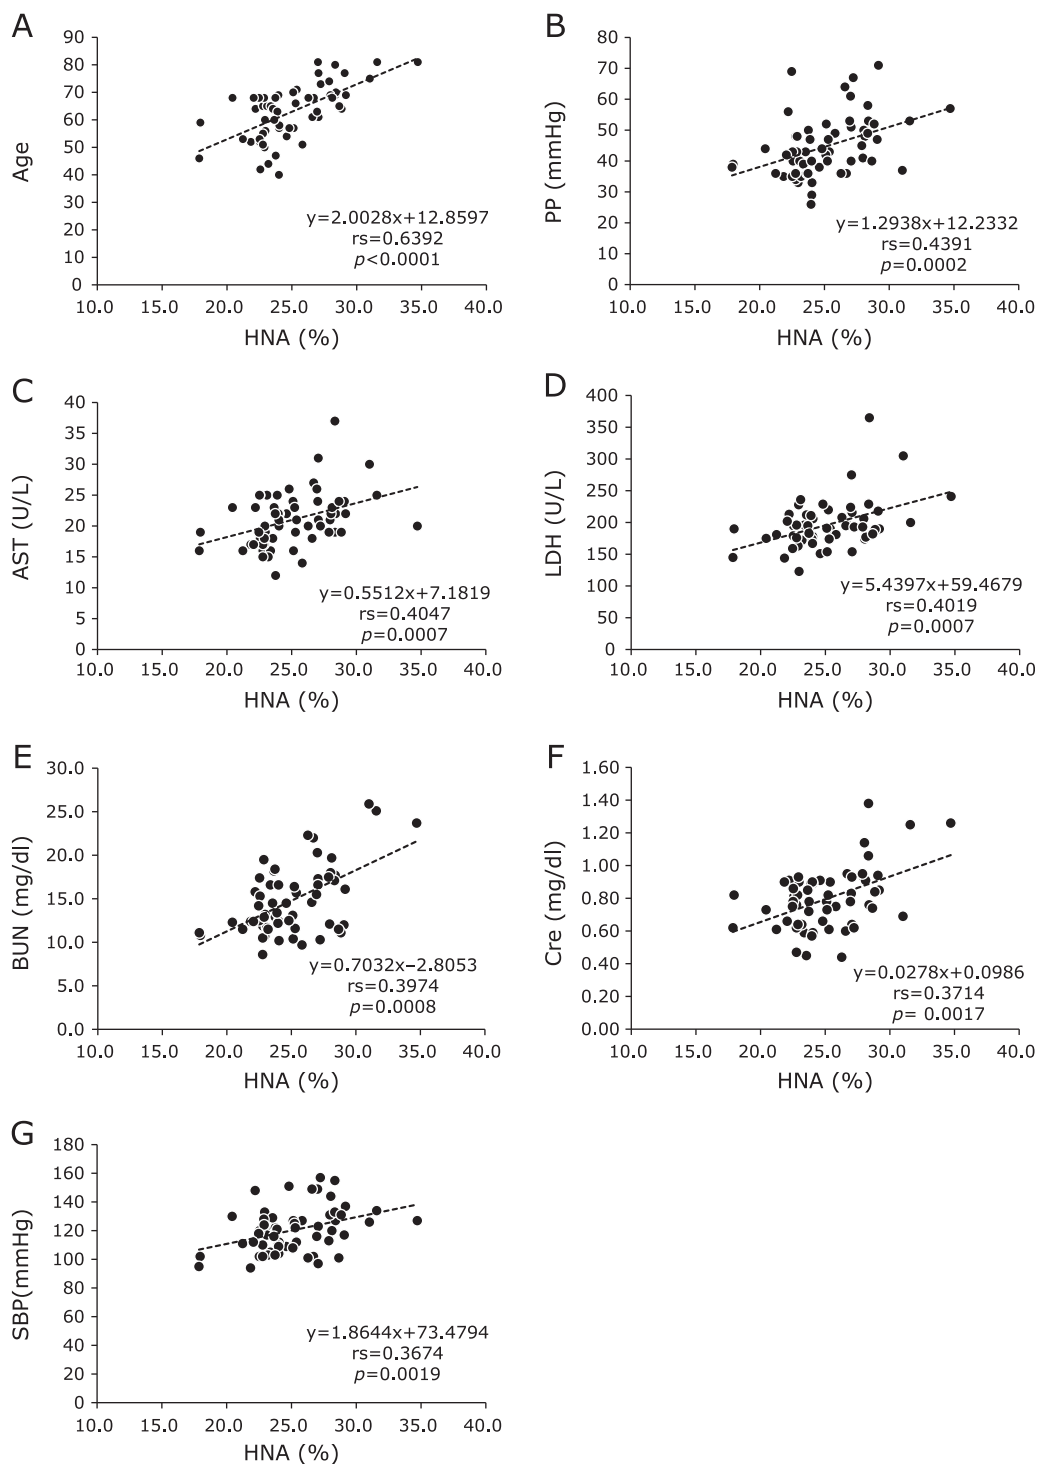 A
90
80
70
60
50
40
30
20
10
0
Age
y=2.0028x+12.8597
rs=0.6392
p<0.0001
10.0 15.0 20.0 25.0 30.0 35.0 40.0
HNA (%)
B
80
70
60
50
40
30
20
10
0
PP (mmHg)
y=1.2938x+12.2332
rs=0.4391
p=0.0002
10.0 15.0 20.0 25.0 30.0 35.0 40.0
HNA (%)
C
40
35
30
25
20
15
10
5
0
AST (U/L)
y=0.5512x+7.1819
rs=0.4047
p=0.0007
10.0 15.0 20.0 25.0 30.0 35.0 40.0
HNA (%)
D
400
350
300
250
200
150
100
50
0
LDH (U/L)
y=5.4397x+59.4679
rs=0.4019
p=0.0007
10.0 15.0 20.0 25.0 30.0 35.0 40.0
HNA (%)
E
30.0
25.0
20.0
15.0
10.0
5.0
0.0
BUN (mg/dl)
y=0.7032x−2.8053
rs=0.3974
p=0.0008
10.0 15.0 20.0 25.0 30.0 35.0 40.0
HNA (%)
F
1.60
1.40
1.20
1.00
0.80
0.60
0.40
0.20
0.00
Cre (mg/dl)
y=0.0278x+0.0986
rs=0.3714
p= 0.0017
10.0 15.0 20.0 25.0 30.0 35.0 40.0
HNA (%)
G
180
160
140
120
100
80
60
40
20
0
SBP(mmHg)
y=1.8644x+73.4794
rs=0.3674
p=0.0019
10.0 15.0 20.0 25.0 30.0 35.0 40.0
HNA (%)